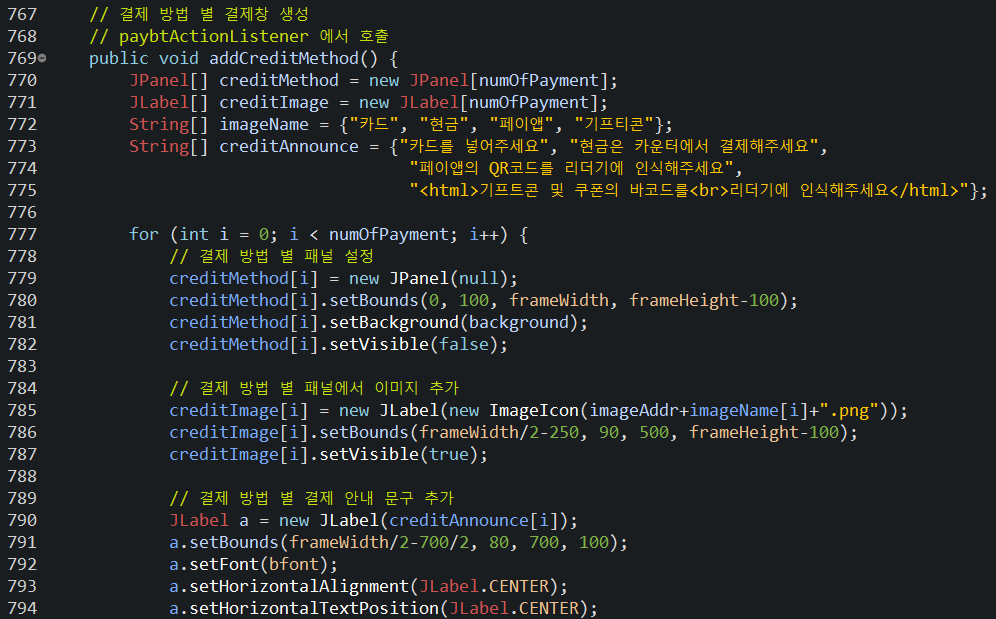 767 // 결제 방법 별 결제창 생성
768 // paybtActionListener 에서 호출
769 public void addCreditMethod() {
770 JPanel[] creditMethod = new JPanel[numOfPayment];
771 JLabel[] creditImage = new JLabel[numOfPayment];
772 String[] imageName = {"카드", "현금", "페이앱", "기프티콘"};
773 String[] creditAnnounce = {"카드를 넣어주세요", "현금은 카운터에서 결제해주세요",
774 "페이앱의 QR코드를 리더기에 인식해주세요",
775 "<html>기프트콘 및 쿠폰의 바코드를<br>리더기에 인식해주세요</html>"};
776
777 for (int i = 0; i < numOfPayment; i++) {
778 // 결제 방법 별 패널 설정
779 creditMethod[i] = new JPanel(null);
780 creditMethod[i].setBounds(0, 100, frameWidth, frameHeight-100);
781 creditMethod[i].setBackground(background);
782 creditMethod[i].setVisible(false);
783
784 // 결제 방법 별 패널에서 이미지 추가
785 creditImage[i] = new JLabel(new ImageIcon(imageAddr+imageName[i]+".png"));
786 creditImage[i].setBounds(frameWidth/2-250, 90, 500, frameHeight-100);
787 creditImage[i].setVisible(true);
788
789 // 결제 방법 별 결제 안내 문구 추가
790 JLabel a = new JLabel(creditAnnounce[i]);
791 a.setBounds(frameWidth/2-700/2, 80, 700, 100);
792 a.setFont(bfont);
793 a.setHorizontalAlignment(JLabel.CENTER);
794 a.setHorizontalTextPosition(JLabel.CENTER);